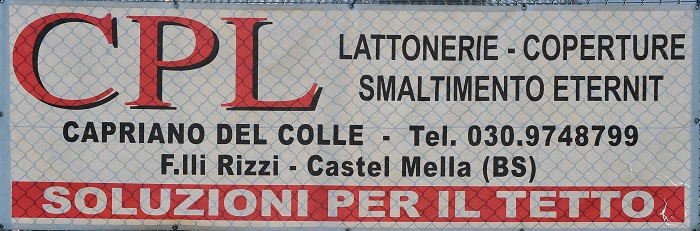 CPL
LATTONERIE - COPERTURE
SMALTIMENTO ETERNIT
CAPRIANO DEL COLLE - Tel. 030.9748799
F.lli Rizzi - Castel Mella (BS)
SOLUZIONI PER IL TETTO